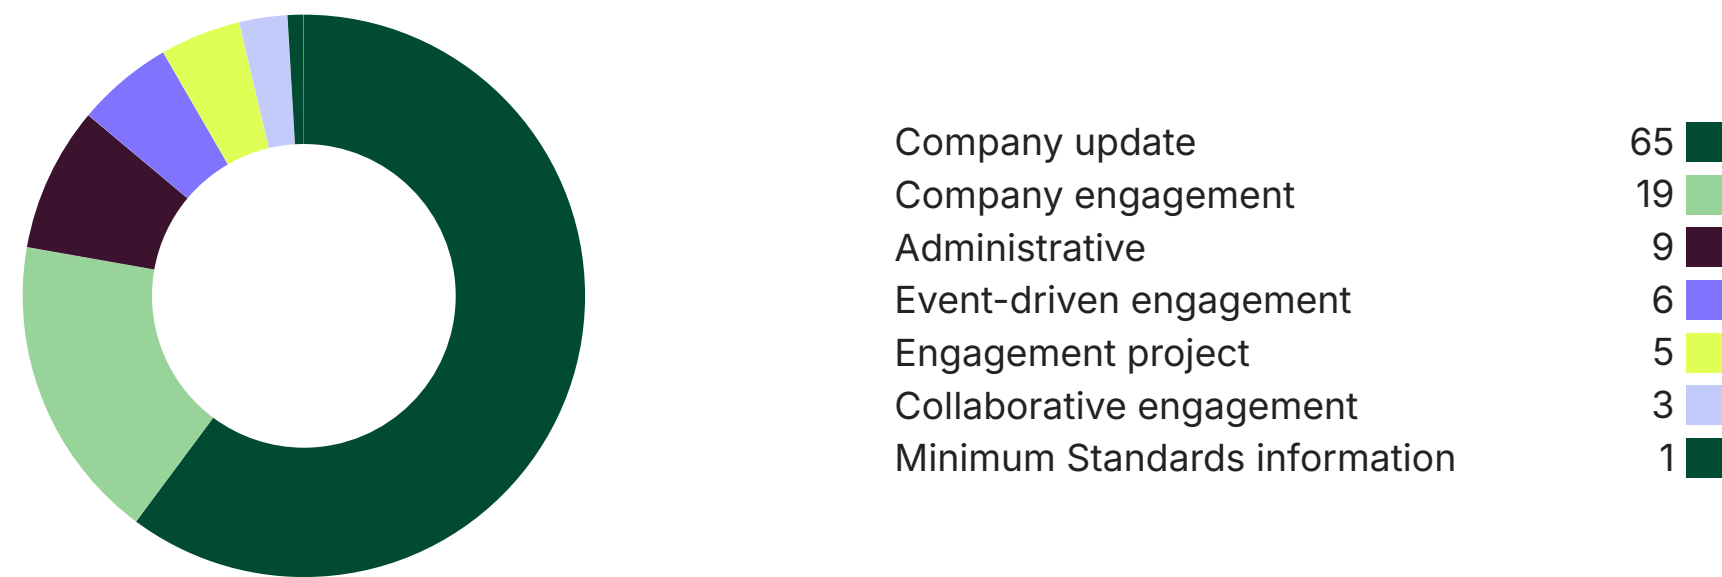 Company update 65
Company engagement 19
Administrative 9
Event-driven engagement 6
Engagement project 5
Collaborative engagement 3
Minimum Standards information 1